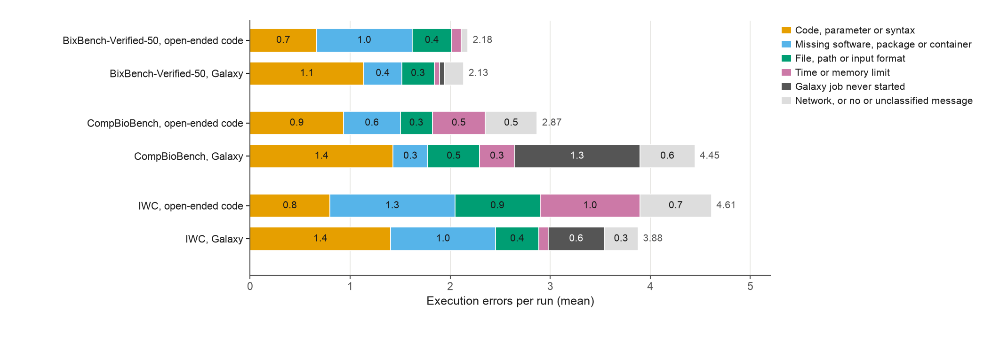 BixBench-Verified-50, open-ended code 0.7 1.0 0.4 2.18
BixBench-Verified-50, Galaxy 1.1 0.4 0.3 2.13
CompBioBench, open-ended code 0.9 0.6 0.3 0.5 0.5 2.87
CompBioBench, Galaxy 1.4 0.3 0.5 0.3 1.3 0.6 4.45
IWC, open-ended code 0.8 1.3 0.9 1.0 0.7 4.61
IWC, Galaxy 1.4 1.0 0.4 0.6 0.3 3.88
0 1 2 3 4 5
Execution errors per run (mean)
Code, parameter or syntax
Missing software, package or container
File, path or input format
Time or memory limit
Galaxy job never started
Network, or no or unclassified message